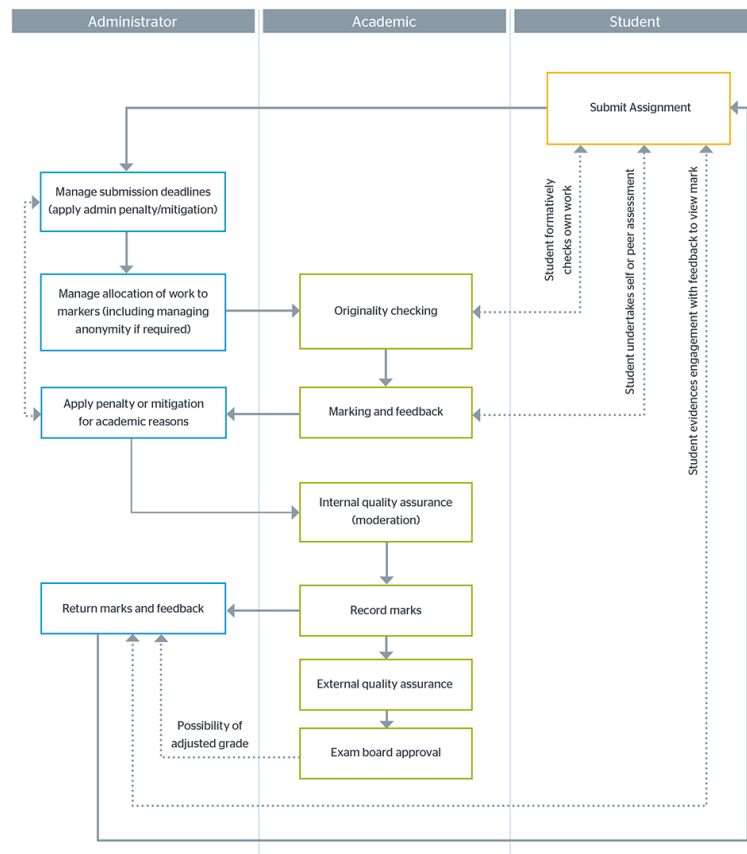 Administrator
Academic
Student
Submit Assignment
Manage submission deadlines
(apply admin penalty/mitigation)
Student formatively
checks own work
Student undertakes self or peer assessment
Student evidences engagement with feedback to view mark
Manage allocation of work to
markers (including managing
anonymity if required)
Originality checking
Apply penalty or mitigation
for academic reasons
Marking and feedback
Internal quality assurance
(moderation)
Return marks and feedback
Record marks
External quality assurance
Possibility of
adjusted grade
Exam board approval